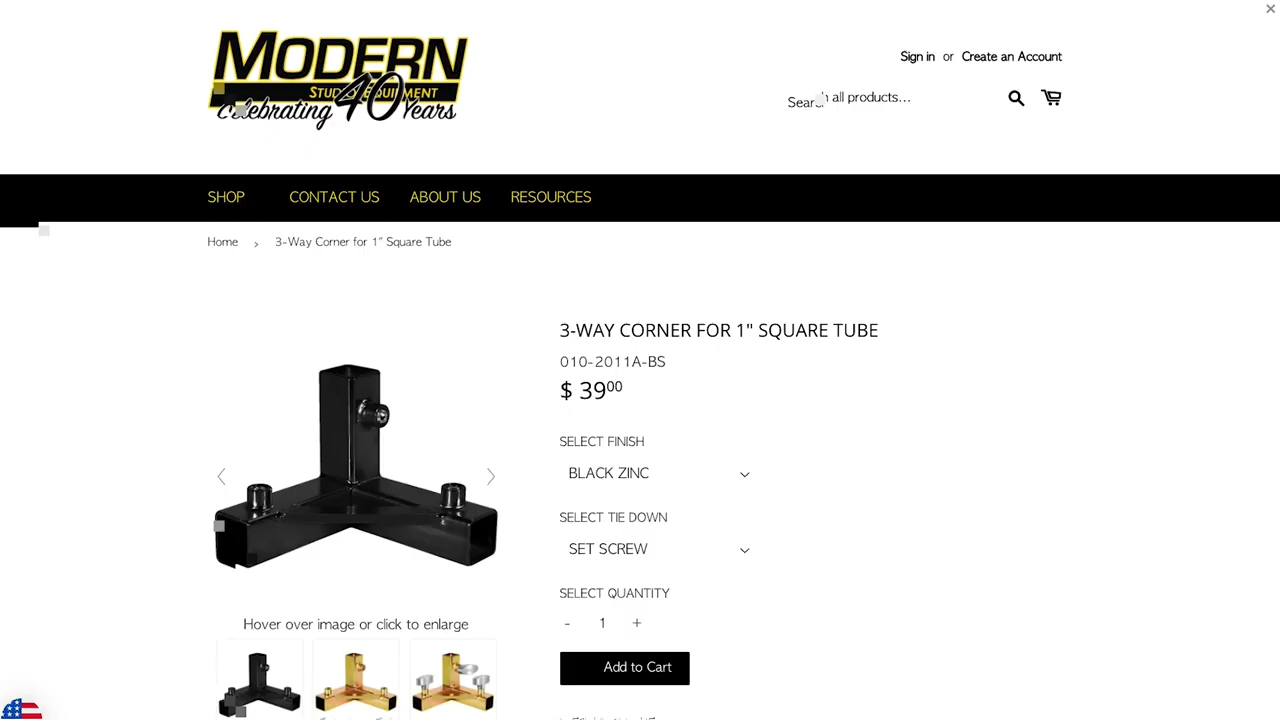 MODERN
STUDIO EQUIPMENT
Celebrating 40 Years
Sign in or Create an Account
Search all products...
SHOP CONTACT US ABOUT US RESOURCES
Home › 3-Way Corner for 1" Square Tube
3-WAY CORNER FOR 1" SQUARE TUBE
010-2011A-BS
$ 39.00
SELECT FINISH
BLACK ZINC
SELECT TIE DOWN
SET SCREW
SELECT QUANTITY
- 1 +
Add to Cart
Hover over image or click to enlarge